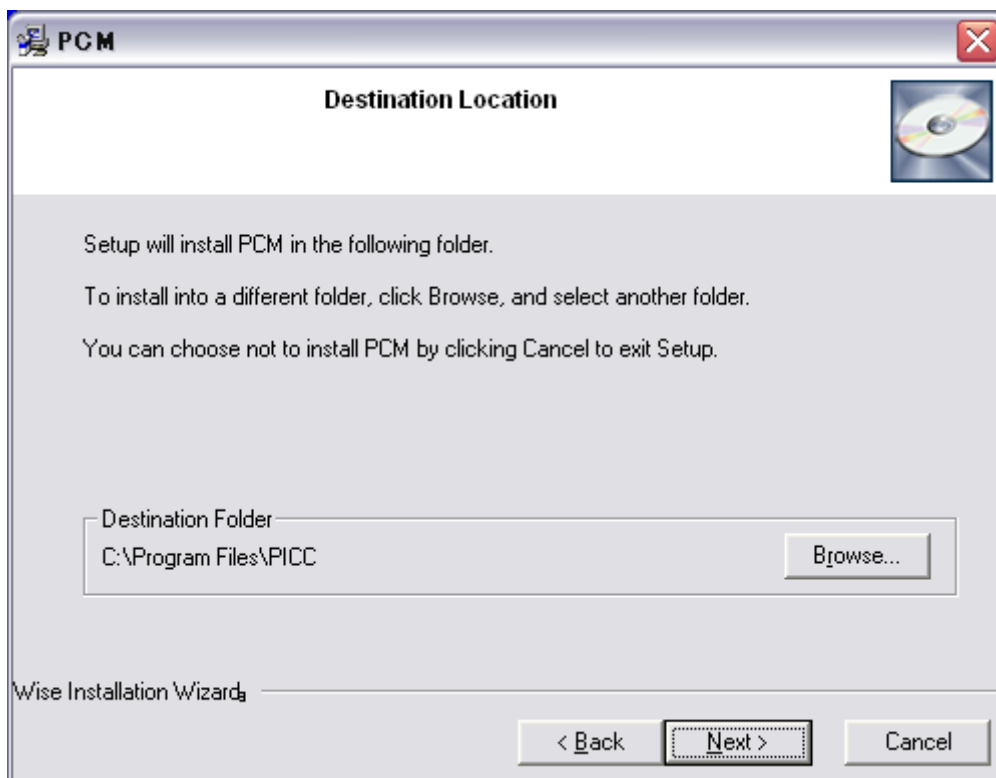 PCM
Destination Location
Setup will install PCM in the following folder.
To install into a different folder, click Browse, and select another folder.
You can choose not to install PCM by clicking Cancel to exit Setup.
Destination Folder
C:\Program Files\PICC
Browse...
Wise Installation Wizard
< Back
Next >
Cancel